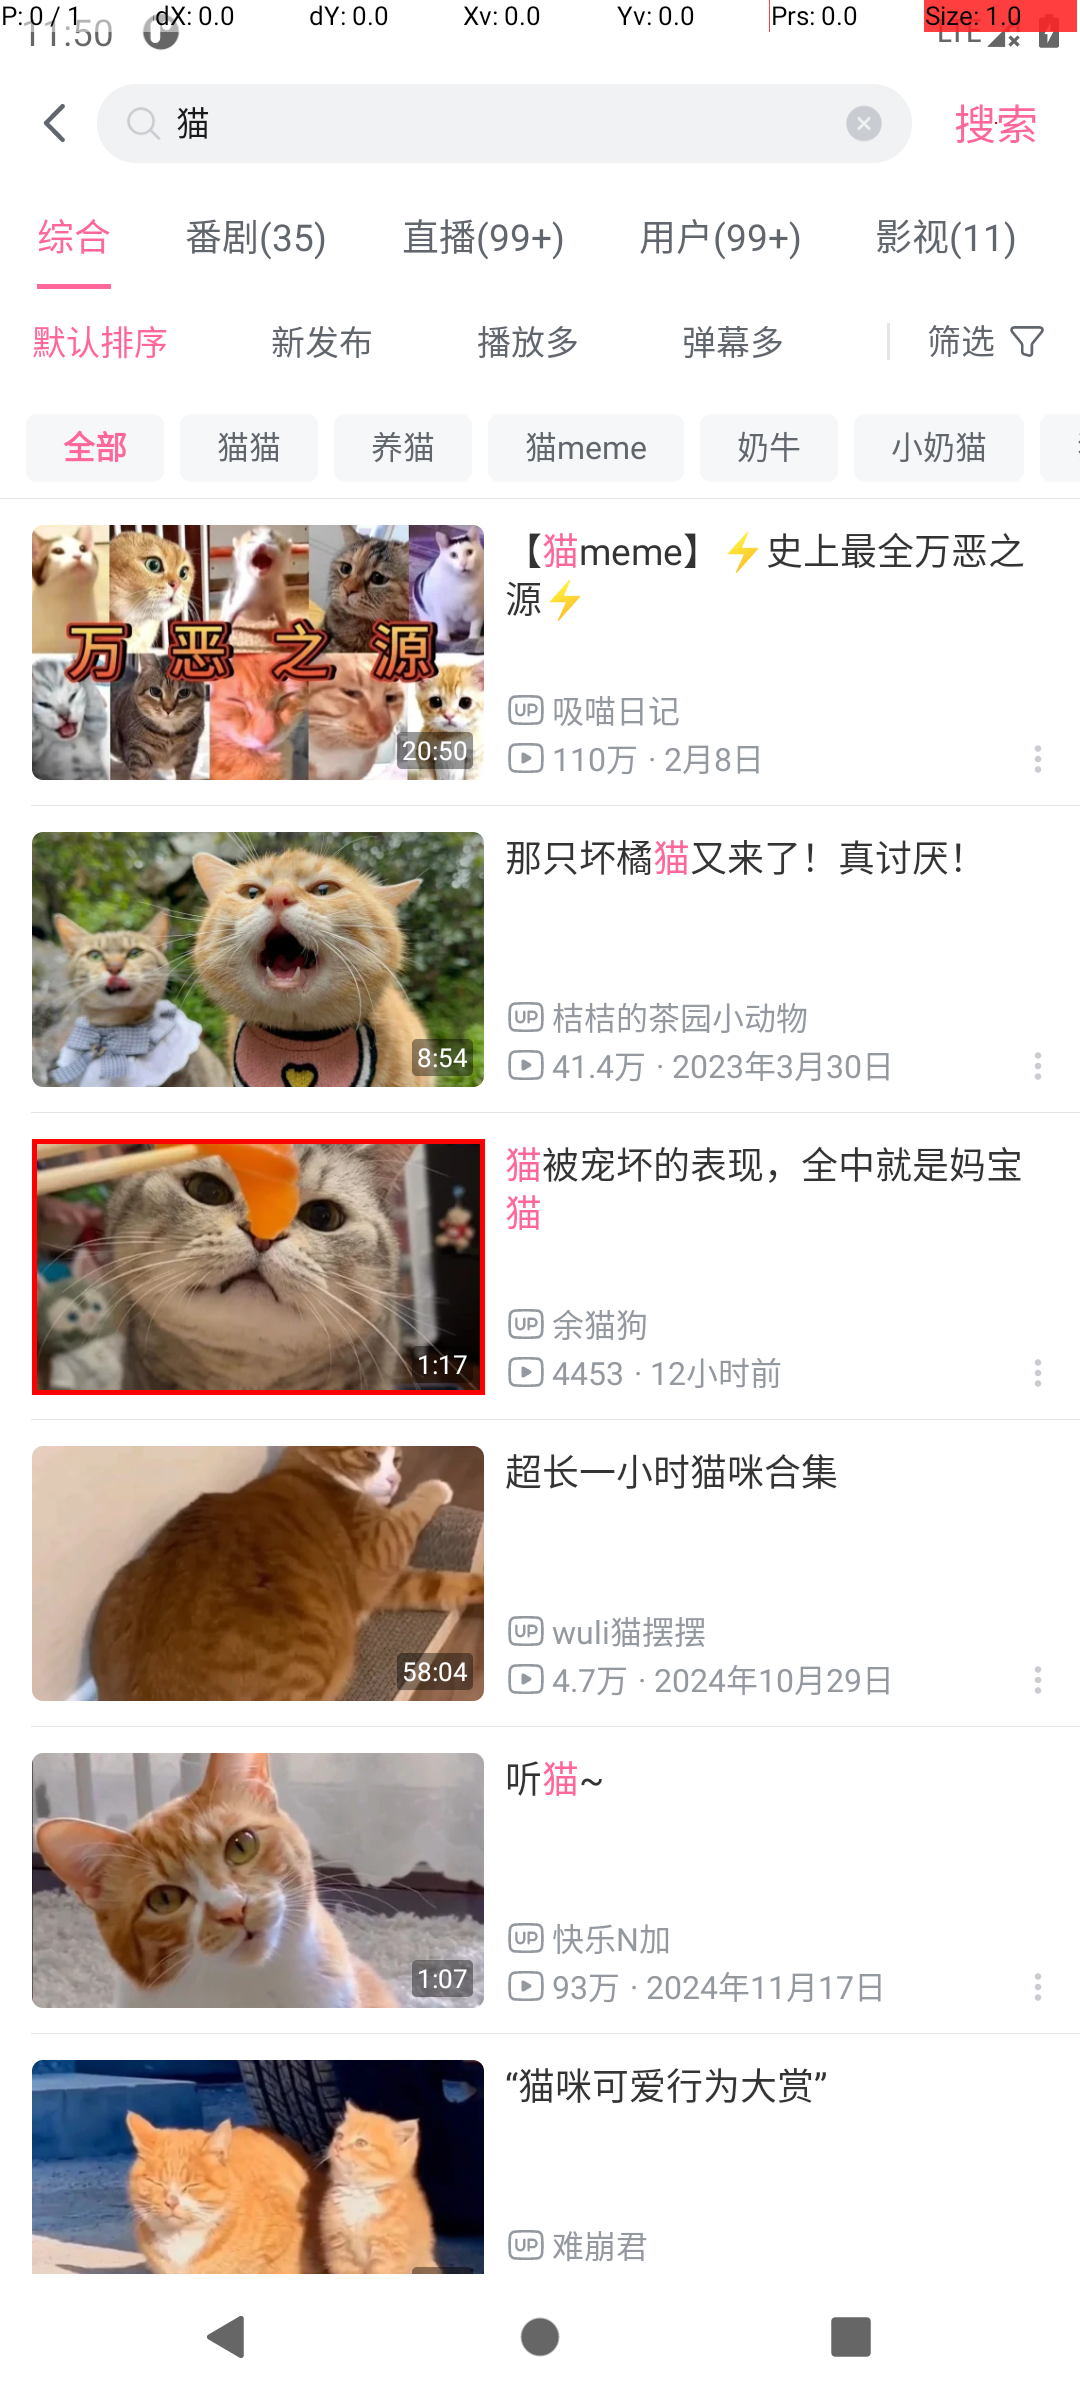 P: 0 / 1 dX: 0.0 dY: 0.0 Xv: 0.0 Yv: 0.0 Prs: 0.0 Size: 1.0
11:50 LTE
猫 搜索
综合 番剧(35) 直播(99+) 用户(99+) 影视(11)
默认排序 新发布 播放多 弹幕多 筛选
全部 猫猫 养猫 猫meme 奶牛 小奶猫
万恶之源
20:50
【猫meme】⚡史上最全万恶之
源⚡
UP 吸喵日记
110万 · 2月8日
8:54
那只坏橘猫又来了！真讨厌！
UP 桔桔的茶园小动物
41.4万 · 2023年3月30日
1:17
猫被宠坏的表现，全中就是妈宝
猫
UP 余猫狗
4453 · 12小时前
58:04
超长一小时猫咪合集
UP wuli猫摆摆
4.7万 · 2024年10月29日
1:07
听猫~
UP 快乐N加
93万 · 2024年11月17日
“猫咪可爱行为大赏”
UP 难崩君